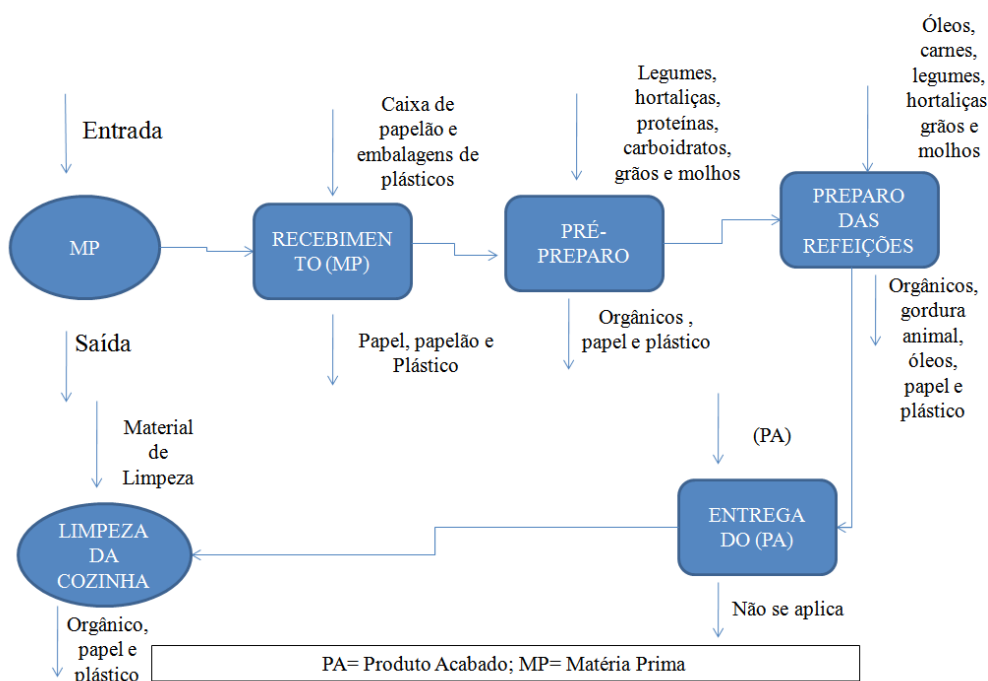 Entrada
MP
Saída
Caixa de
papelão e
embalagens de
plásticos
RECEBIMEN
TO (MP)
Papel, papelão e
Plástico
Legumes,
hortaliças,
proteínas,
carboidratos,
grãos e molhos
PRÉ-
PREPARO
Orgânicos ,
papel e plástico
Óleos,
carnes,
legumes,
hortaliças
grãos e
molhos
PREPARO
DAS
REFEIÇÕES
Orgânicos,
gordura
animal,
óleos,
papel e
plástico
(PA)
ENTREGA
DO (PA)
Não se aplica
Material
de
Limpeza
LIMPEZA
DA
COZINHA
Orgânico,
papel e
plástico
PA= Produto Acabado; MP= Matéria Prima